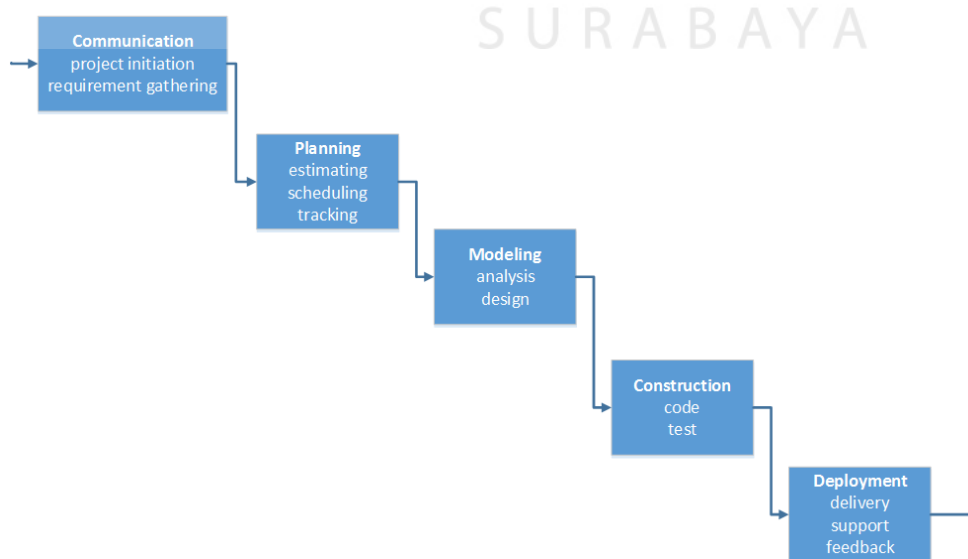 SURABAYA
Communication
project initiation
requirement gathering
Planning
estimating
scheduling
tracking
Modeling
analysis
design
Construction
code
test
Deployment
delivery
support
feedback